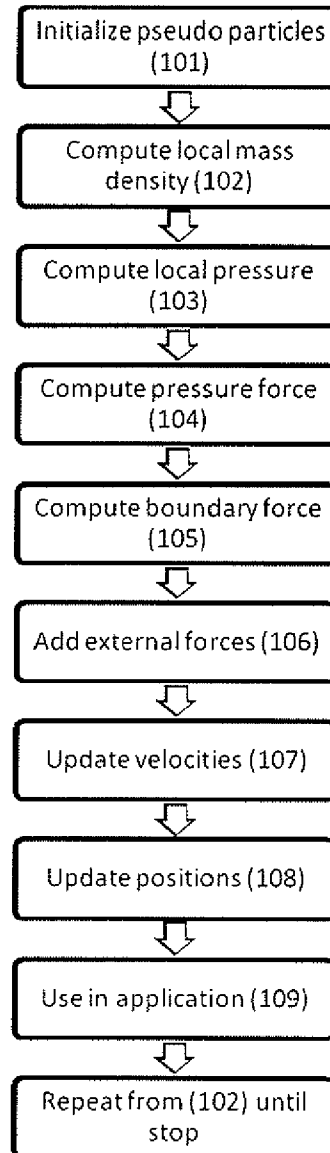 Initialize pseudo particles
(101)
Compute local mass
density (102)
Compute local pressure
(103)
Compute pressure force
(104)
Compute boundary force
(105)
Add external forces (106)
Update velocities (107)
Update positions (108)
Use in application (109)
Repeat from (102) until
stop